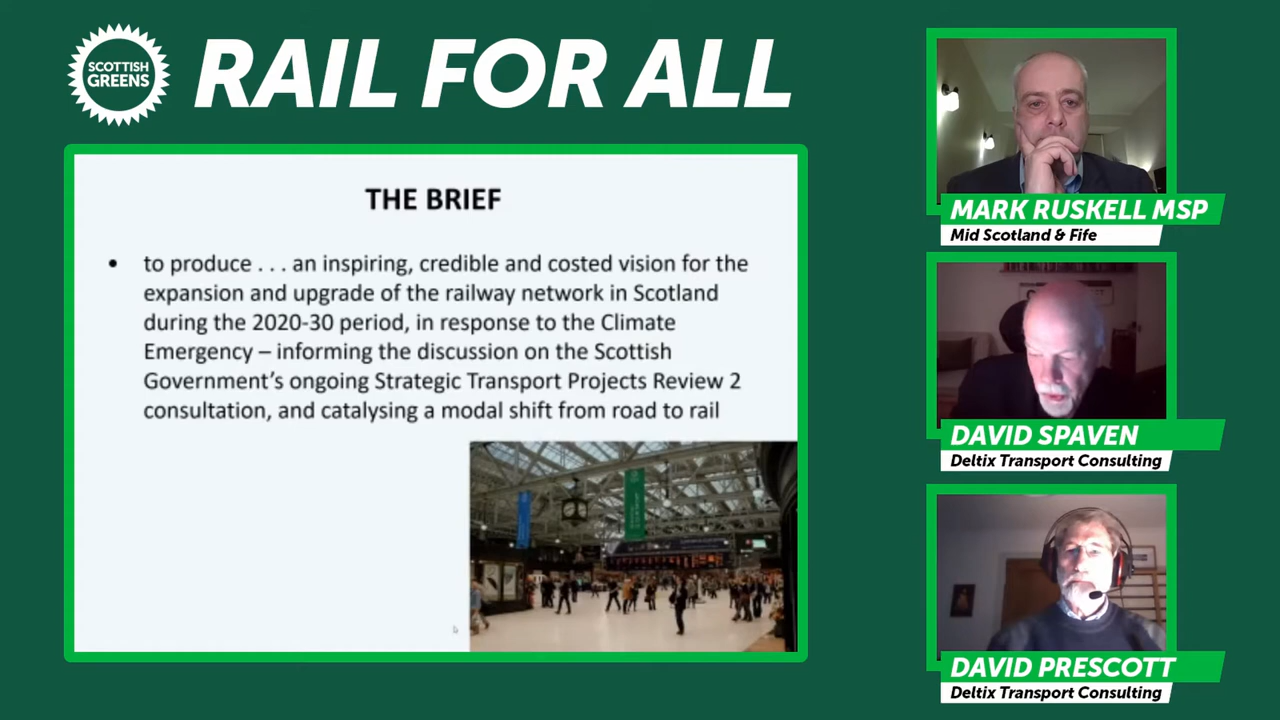 SCOTTISH
GREENS
RAIL FOR ALL
THE BRIEF
• to produce . . . an inspiring, credible and costed vision for the
expansion and upgrade of the railway network in Scotland
during the 2020-30 period, in response to the Climate
Emergency – informing the discussion on the Scottish
Government's ongoing Strategic Transport Projects Review 2
consultation, and catalysing a modal shift from road to rail
MARK RUSKELL MSP
Mid Scotland & Fife
DAVID SPAVEN
Deltix Transport Consulting
DAVID PRESCOTT
Deltix Transport Consulting